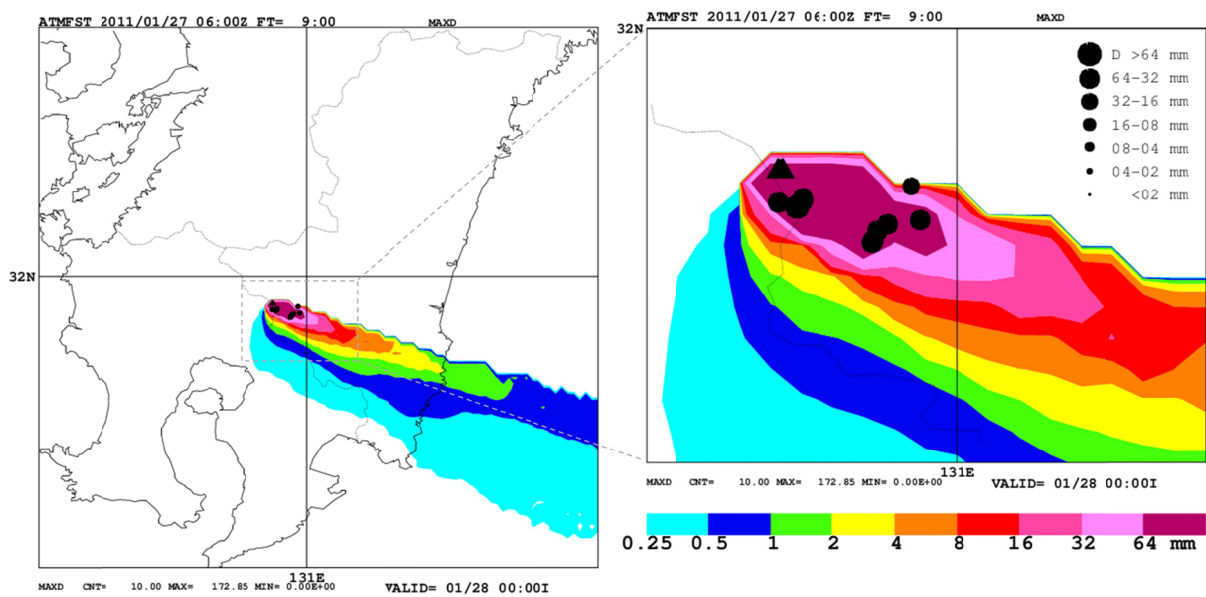 ATMFST 2011/01/27 06:00Z FT= 9:00 MAXD
32N
131E
MAXD CNT= 10.00 MAX= 172.85 MIN= 0.00E+00 VALID= 01/28 00:00I
ATMFST 2011/01/27 06:00Z FT= 9:00 MAXD
32N
D >64 mm
64-32 mm
32-16 mm
16-08 mm
08-04 mm
04-02 mm
<02 mm
131E
MAXD CNT= 10.00 MAX= 172.85 MIN= 0.00E+00 VALID= 01/28 00:00I
0.25 0.5 1 2 4 8 16 32 64 mm